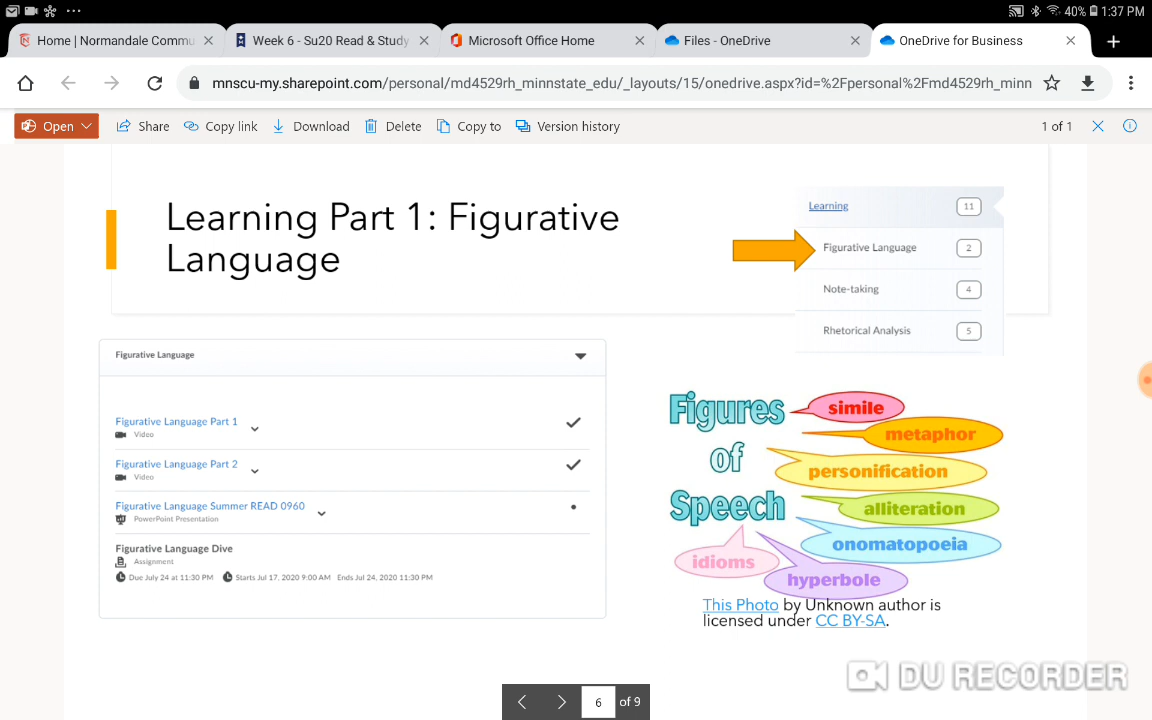 40% 1:37 PM
Home | Normandale Commu
Week 6 - Su20 Read & Study
Microsoft Office Home
Files - OneDrive
OneDrive for Business
mnscu-my.sharepoint.com/personal/md4529rh_minnstate_edu/_layouts/15/onedrive.aspx?id=%2Fpersonal%2Fmd4529rh_minn
Open Share Copy link Download Delete Copy to Version history 1 of 1
Learning Part 1: Figurative
Language
Learning 11
Figurative Language 2
Note-taking 4
Rhetorical Analysis 5
Figurative Language
Figurative Language Part 1
Video
Figurative Language Part 2
Video
Figurative Language Summer READ 0960
PowerPoint Presentation
Figurative Language Dive
Assignment
Due July 24 at 11:30 PM Starts Jul 17, 2020 9:00 AM Ends Jul 24, 2020 11:30 PM
Figures
of
Speech
simile
metaphor
personification
alliteration
onomatopoeia
idioms
hyperbole
This Photo by Unknown author is
licensed under CC BY-SA.
DU RECORDER
6 of 9